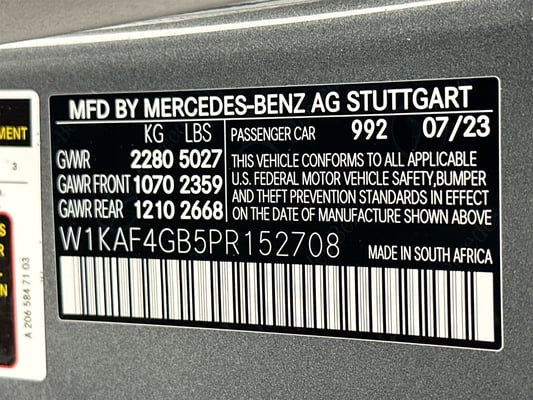 MFD BY MERCEDES-BENZ AG STUTTGART
KG LBS
GVWR 2280 5027
GAWR FRONT 1070 2359
GAWR REAR 1210 2668
PASSENGER CAR 992 07/23
THIS VEHICLE CONFORMS TO ALL APPLICABLE
U.S. FEDERAL MOTOR VEHICLE SAFETY,BUMPER
AND THEFT PREVENTION STANDARDS IN EFFECT
ON THE DATE OF MANUFACTURE SHOWN ABOVE
W1KAF4GB5PR152708
MADE IN SOUTH AFRICA
3
A 206 584 71 03